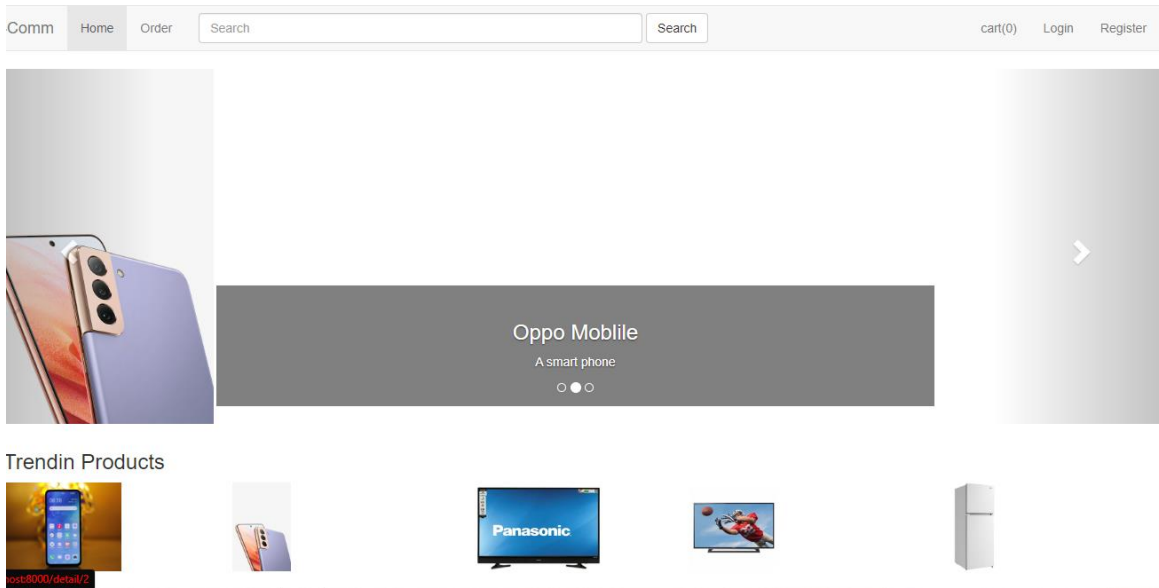 Comm Home Order Search Search cart(0) Login Register
Oppo Moblile
A smart phone
Trendin Products
Panasonic
host:8000/detail/2